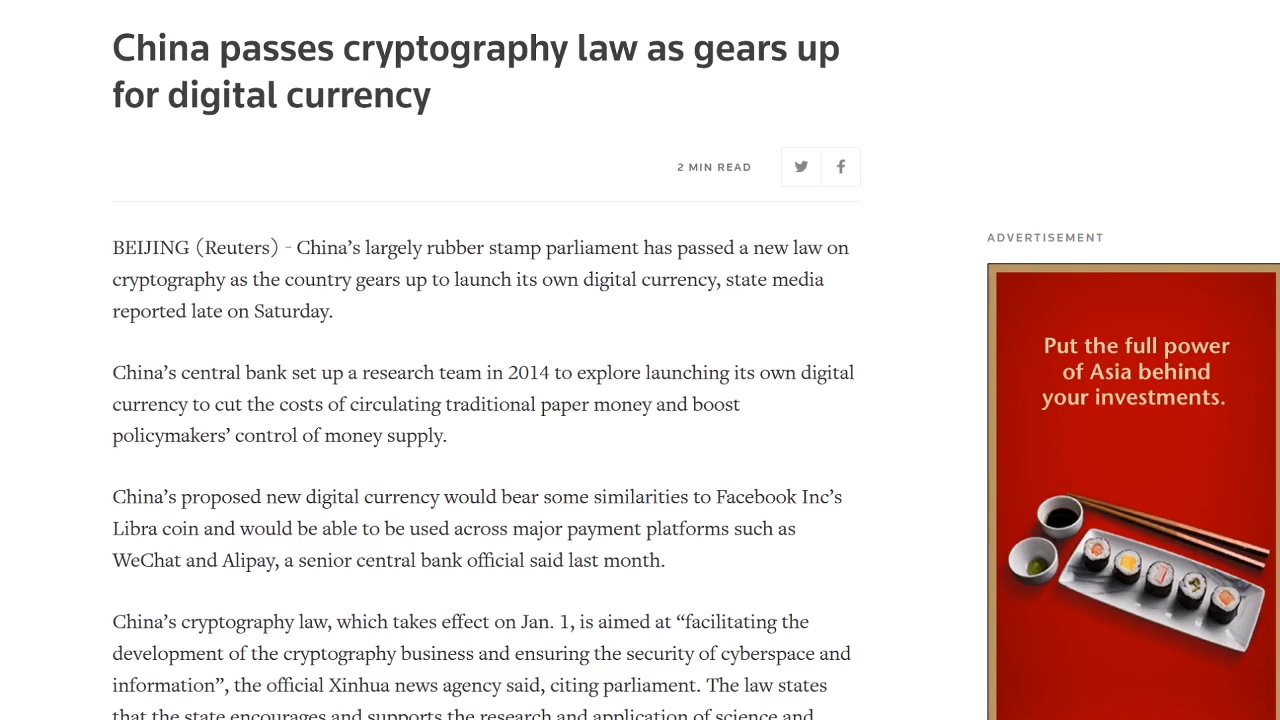 China passes cryptography law as gears up
for digital currency
2 MIN READ
BEIJING (Reuters) - China’s largely rubber stamp parliament has passed a new law on
cryptography as the country gears up to launch its own digital currency, state media
reported late on Saturday.
China’s central bank set up a research team in 2014 to explore launching its own digital
currency to cut the costs of circulating traditional paper money and boost
policymakers’ control of money supply.
China’s proposed new digital currency would bear some similarities to Facebook Inc’s
Libra coin and would be able to be used across major payment platforms such as
WeChat and Alipay, a senior central bank official said last month.
China’s cryptography law, which takes effect on Jan. 1, is aimed at “facilitating the
development of the cryptography business and ensuring the security of cyberspace and
information”, the official Xinhua news agency said, citing parliament. The law states
that the state encourages and supports the research and application of science and
ADVERTISEMENT
Put the full power
of Asia behind
your investments.